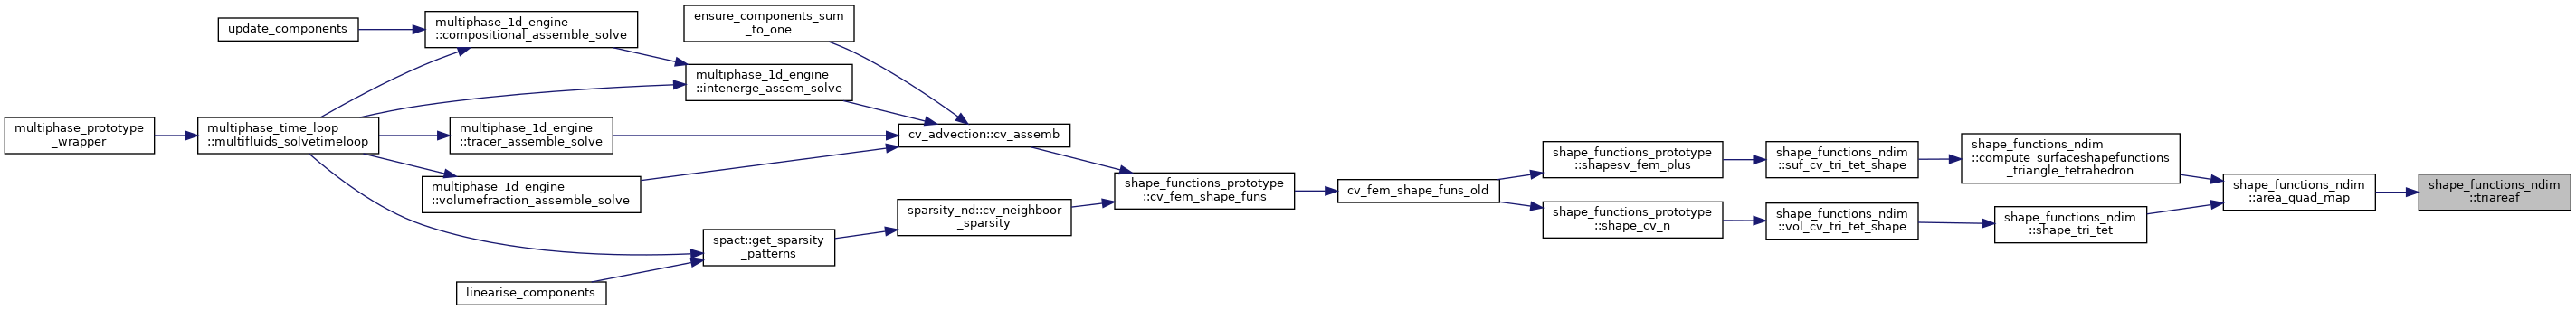 update_components
multiphase_1d_engine
::compositional_assemble_solve
ensure_components_sum
_to_one
multiphase_1d_engine
::intenerge_assem_solve
multiphase_prototype
_wrapper
multiphase_time_loop
::multifluids_solvetimeloop
multiphase_1d_engine
::tracer_assemble_solve
cv_advection::cv_assemb
multiphase_1d_engine
::volumefraction_assemble_solve
shape_functions_prototype
::cv_fem_shape_funs
cv_fem_shape_funs_old
shape_functions_prototype
::shapesv_fem_plus
shape_functions_ndim
::suf_cv_tri_tet_shape
shape_functions_ndim
::compute_surfaceshapefunctions
_triangle_tetrahedron
shape_functions_ndim
::area_quad_map
shape_functions_ndim
::triareaf
sparsity_nd::cv_neighboor
_sparsity
shape_functions_prototype
::shape_cv_n
shape_functions_ndim
::vol_cv_tri_tet_shape
shape_functions_ndim
::shape_tri_tet
spact::get_sparsity
_patterns
linearise_components